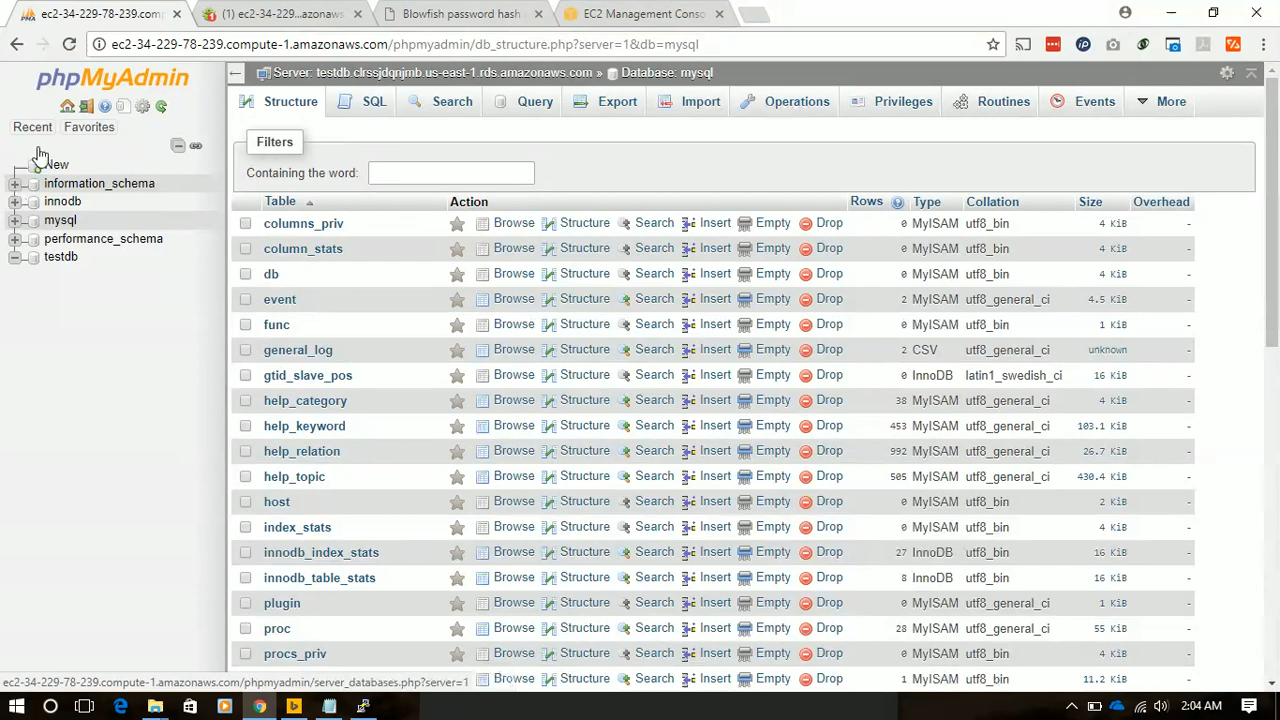 ec2-34-229-78-239.comp
(1) ec2-34-229...azonaws.c
Blowfish password hash
EC2 Management Conso
ec2-34-229-78-239.compute-1.amazonaws.com/phpmyadmin/db_structure.php?server=1&db=mysql
phpMyAdmin
Recent Favorites
New
information_schema
innodb
mysql
performance_schema
testdb
Server: testdb clrssjdqnjmb us-east-1 rds.amazonaws.com » Database: mysql
Structure SQL Search Query Export Import Operations Privileges Routines Events More
Filters
Containing the word:
Table Action Rows Type Collation Size Overhead
columns_priv Browse Structure Search Insert Empty Drop 0 MyISAM utf8_bin 4 KiB -
column_stats Browse Structure Search Insert Empty Drop 0 MyISAM utf8_bin 4 KiB -
db Browse Structure Search Insert Empty Drop 0 MyISAM utf8_bin 4 KiB -
event Browse Structure Search Insert Empty Drop 2 MyISAM utf8_general_ci 4.5 KiB -
func Browse Structure Search Insert Empty Drop 0 MyISAM utf8_bin 1 KiB -
general_log Browse Structure Search Insert Empty Drop 2 CSV utf8_general_ci unknown -
gtid_slave_pos Browse Structure Search Insert Empty Drop 0 InnoDB latin1_swedish_ci 16 KiB -
help_category Browse Structure Search Insert Empty Drop 38 MyISAM utf8_general_ci 4 KiB -
help_keyword Browse Structure Search Insert Empty Drop 453 MyISAM utf8_general_ci 103.1 KiB -
help_relation Browse Structure Search Insert Empty Drop 992 MyISAM utf8_general_ci 26.7 KiB -
help_topic Browse Structure Search Insert Empty Drop 505 MyISAM utf8_general_ci 430.4 KiB -
host Browse Structure Search Insert Empty Drop 0 MyISAM utf8_bin 2 KiB -
index_stats Browse Structure Search Insert Empty Drop 0 MyISAM utf8_bin 4 KiB -
innodb_index_stats Browse Structure Search Insert Empty Drop 27 InnoDB utf8_bin 16 KiB -
innodb_table_stats Browse Structure Search Insert Empty Drop 8 InnoDB utf8_bin 16 KiB -
plugin Browse Structure Search Insert Empty Drop 0 MyISAM utf8_general_ci 1 KiB -
proc Browse Structure Search Insert Empty Drop 28 MyISAM utf8_general_ci 55 KiB -
procs_priv Browse Structure Search Insert Empty Drop 0 MyISAM utf8_bin 4 KiB -
Browse Structure Search Insert Empty Drop 1 MyISAM utf8_bin 11.2 KiB -
ec2-34-229-78-239.compute-1.amazonaws.com/phpmyadmin/server_databases.php?server=1
2:04 AM